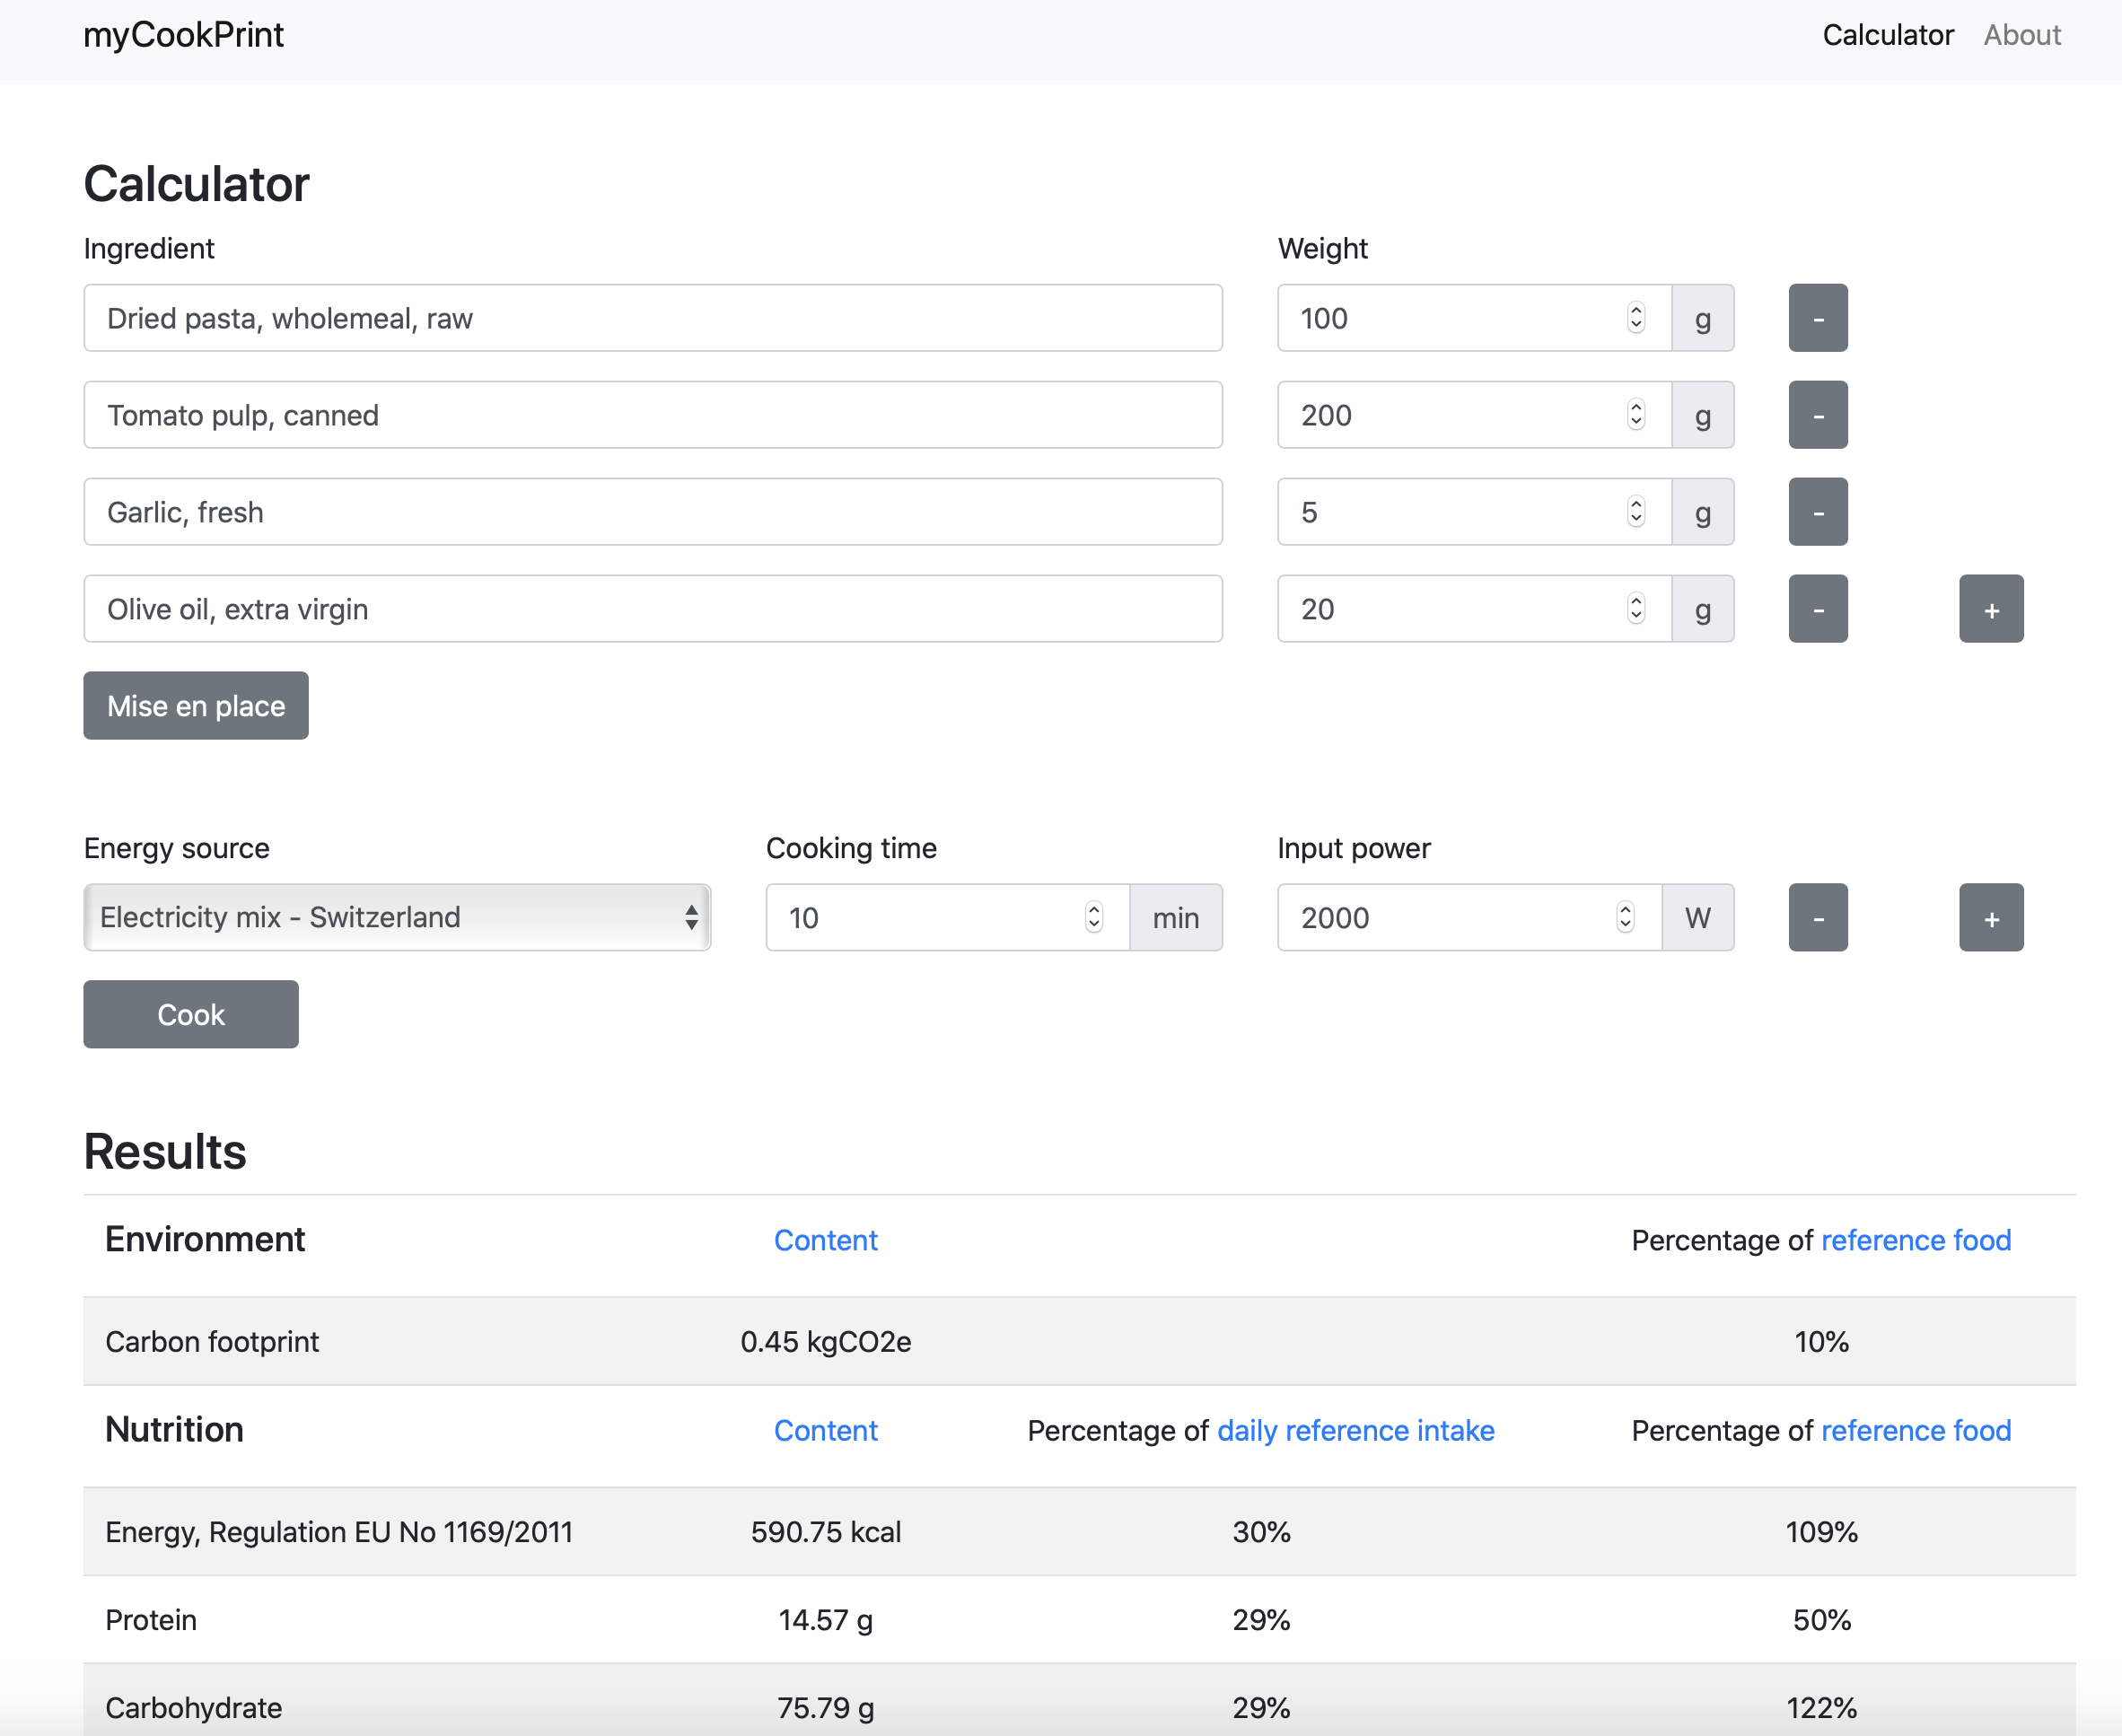 myCookPrint Calculator About
Calculator
Ingredient Weight
Dried pasta, wholemeal, raw 100 g -
Tomato pulp, canned 200 g -
Garlic, fresh 5 g -
Olive oil, extra virgin 20 g - +
Mise en place
Energy source Cooking time Input power
Electricity mix - Switzerland 10 min 2000 W - +
Cook
Results
Environment Content Percentage of reference food
Carbon footprint 0.45 kgCO2e 10%
Nutrition Content Percentage of daily reference intake Percentage of reference food
Energy, Regulation EU No 1169/2011 590.75 kcal 30% 109%
Protein 14.57 g 29% 50%
Carbohydrate 75.79 g 29% 122%